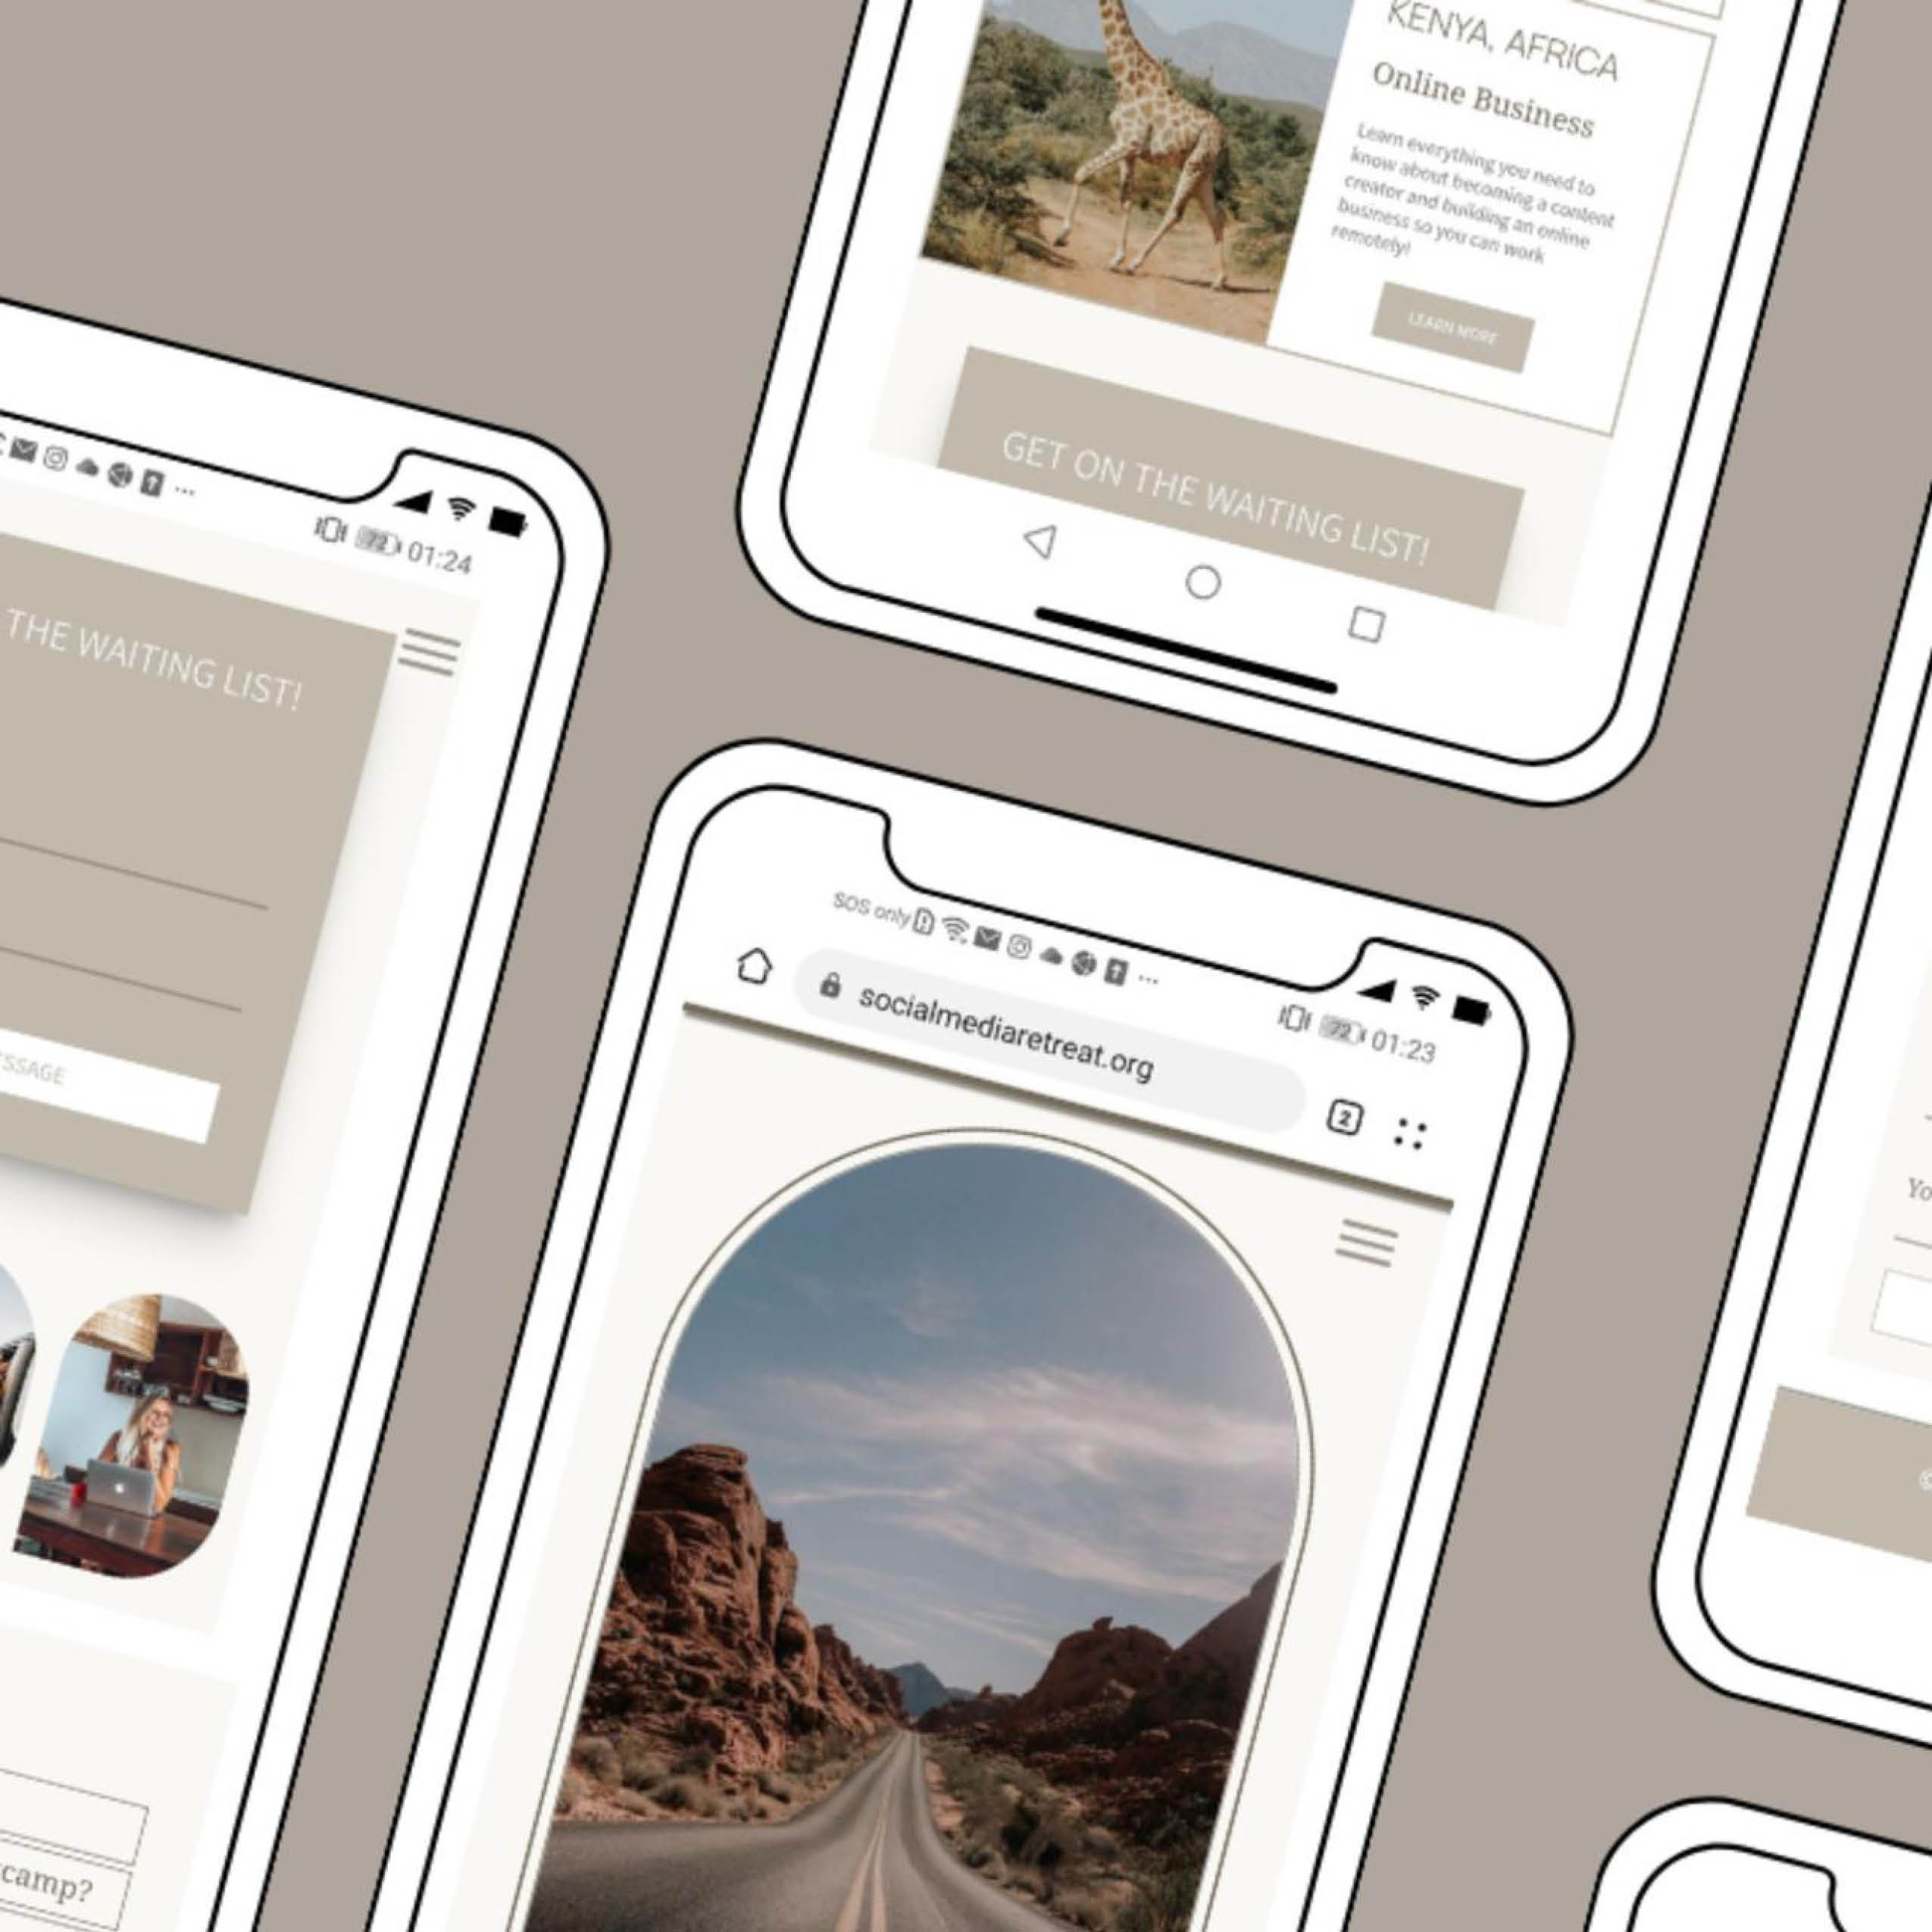 KENYA, AFRICA
Online Business
Learn everything you need to
know about becoming a content
creator and building an online
business so you can work
remotely!
LEARN MORE
GET ON THE WAITING LIST!
72 01:24
THE WAITING LIST!
SSAGE
camp?
SOS only
72 01:23
socialmediaretreat.org
2
Yo
©